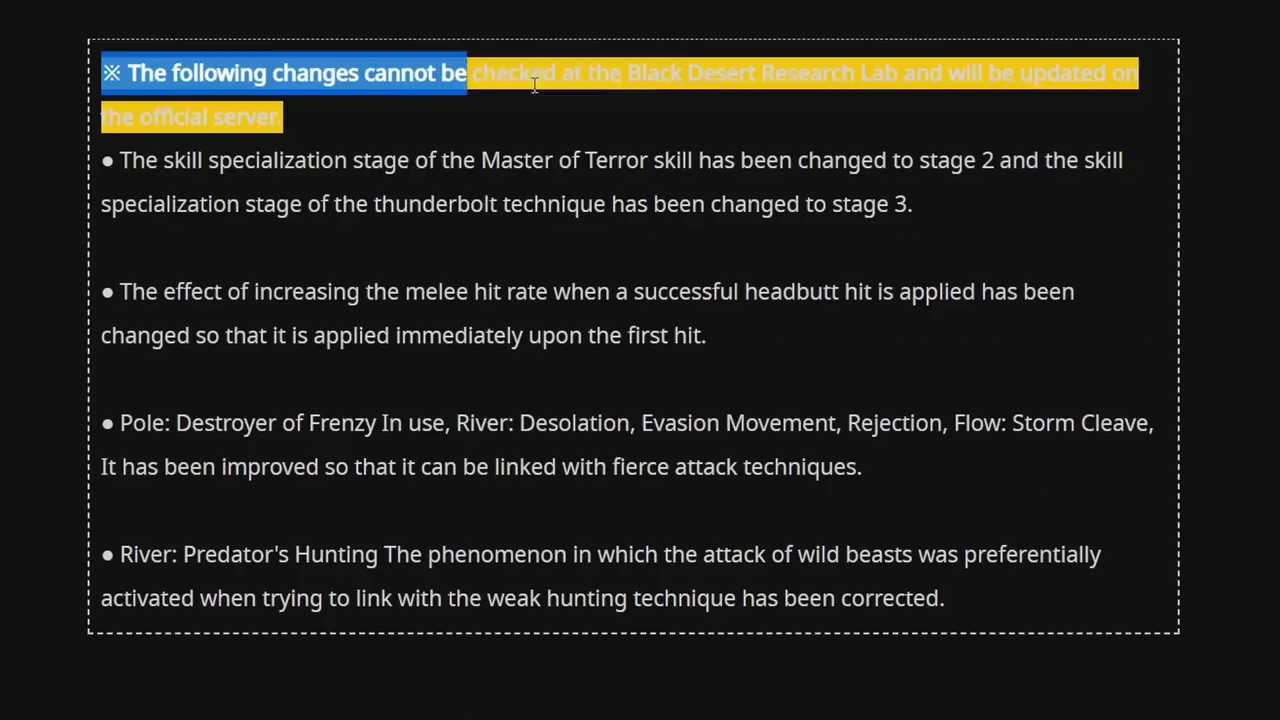 ※ The following changes cannot be checked at the Black Desert Research Lab and will be updated on
the official server.
● The skill specialization stage of the Master of Terror skill has been changed to stage 2 and the skill
specialization stage of the thunderbolt technique has been changed to stage 3.
● The effect of increasing the melee hit rate when a successful headbutt hit is applied has been
changed so that it is applied immediately upon the first hit.
● Pole: Destroyer of Frenzy In use, River: Desolation, Evasion Movement, Rejection, Flow: Storm Cleave,
It has been improved so that it can be linked with fierce attack techniques.
● River: Predator's Hunting The phenomenon in which the attack of wild beasts was preferentially
activated when trying to link with the weak hunting technique has been corrected.